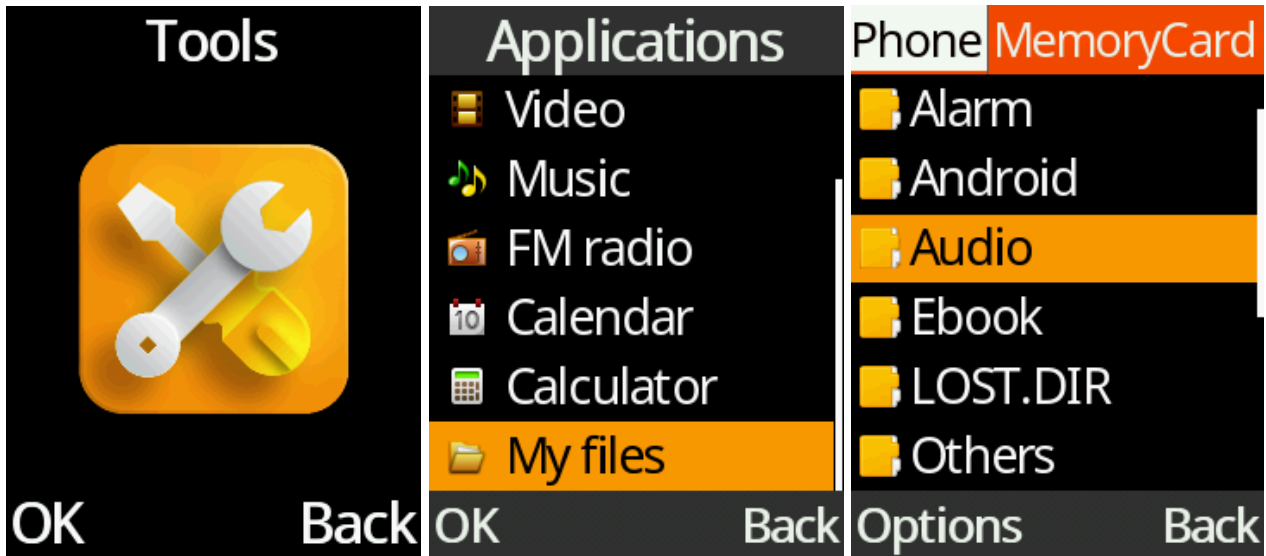 Tools
OK Back
Applications
Video
Music
FM radio
10 Calendar
Calculator
My files
OK Back
Phone MemoryCard
Alarm
Android
Audio
Ebook
LOST.DIR
Others
Options Back